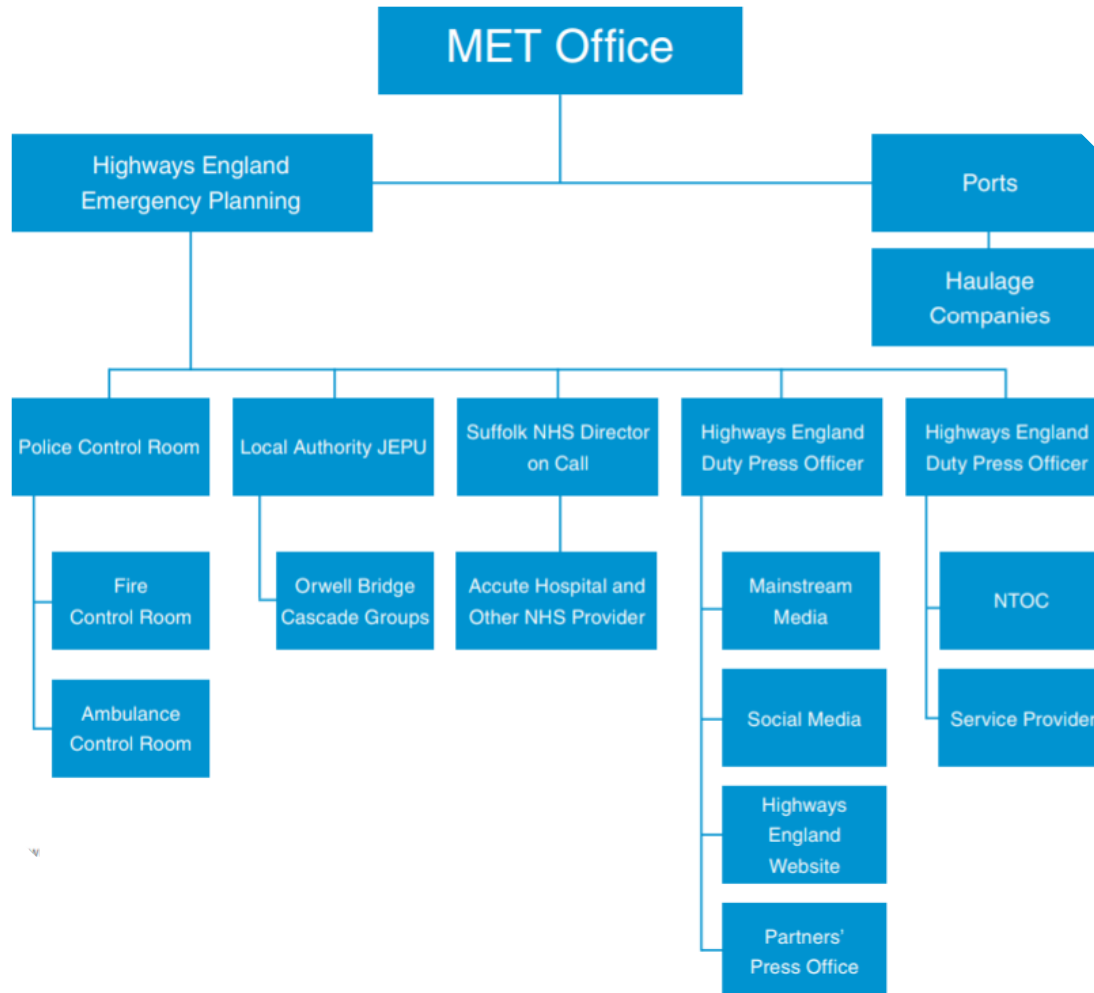 MET Office
Highways England
Emergency Planning
Ports
Haulage
Companies
Police Control Room
Local Authority JEPU
Suffolk NHS Director
on Call
Highways England
Duty Press Officer
Highways England
Duty Press Officer
Fire
Control Room
Orwell Bridge
Cascade Groups
Accute Hospital and
Other NHS Provider
Mainstream
Media
NTOC
Ambulance
Control Room
Social Media
Service Provider
Highways
England
Website
Partners’
Press Office